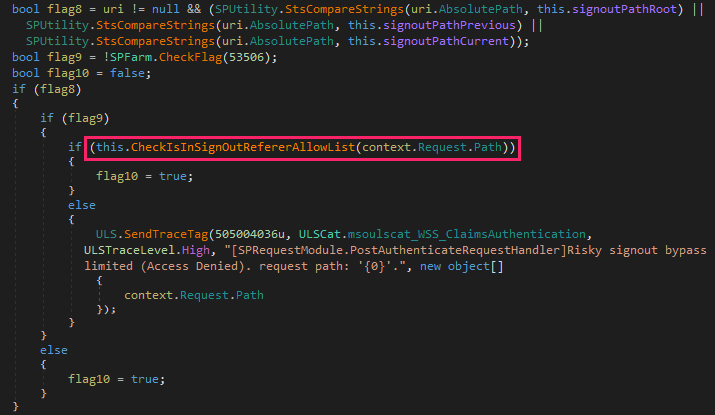 bool flag8 = uri != null && (SPUtility.StsCompareStrings(uri.AbsolutePath, this.signoutPathRoot) ||
SPUtility.StsCompareStrings(uri.AbsolutePath, this.signoutPathPrevious) ||
SPUtility.StsCompareStrings(uri.AbsolutePath, this.signoutPathCurrent));
bool flag9 = !SPFarm.CheckFlag(53506);
bool flag10 = false;
if (flag8)
{
if (flag9)
{
if (this.CheckIsInSignOutRefererAllowList(context.Request.Path))
{
flag10 = true;
}
else
{
ULS.SendTraceTag(505004036u, ULSCat.msoulscat_WSS_ClaimsAuthentication,
ULSTraceLevel.High, "[SPRequestModule.PostAuthenticateRequestHandler]Risky signout bypass
limited (Access Denied). request path: '{0}'.", new object[]
{
context.Request.Path
});
}
}
else
{
flag10 = true;
}
}